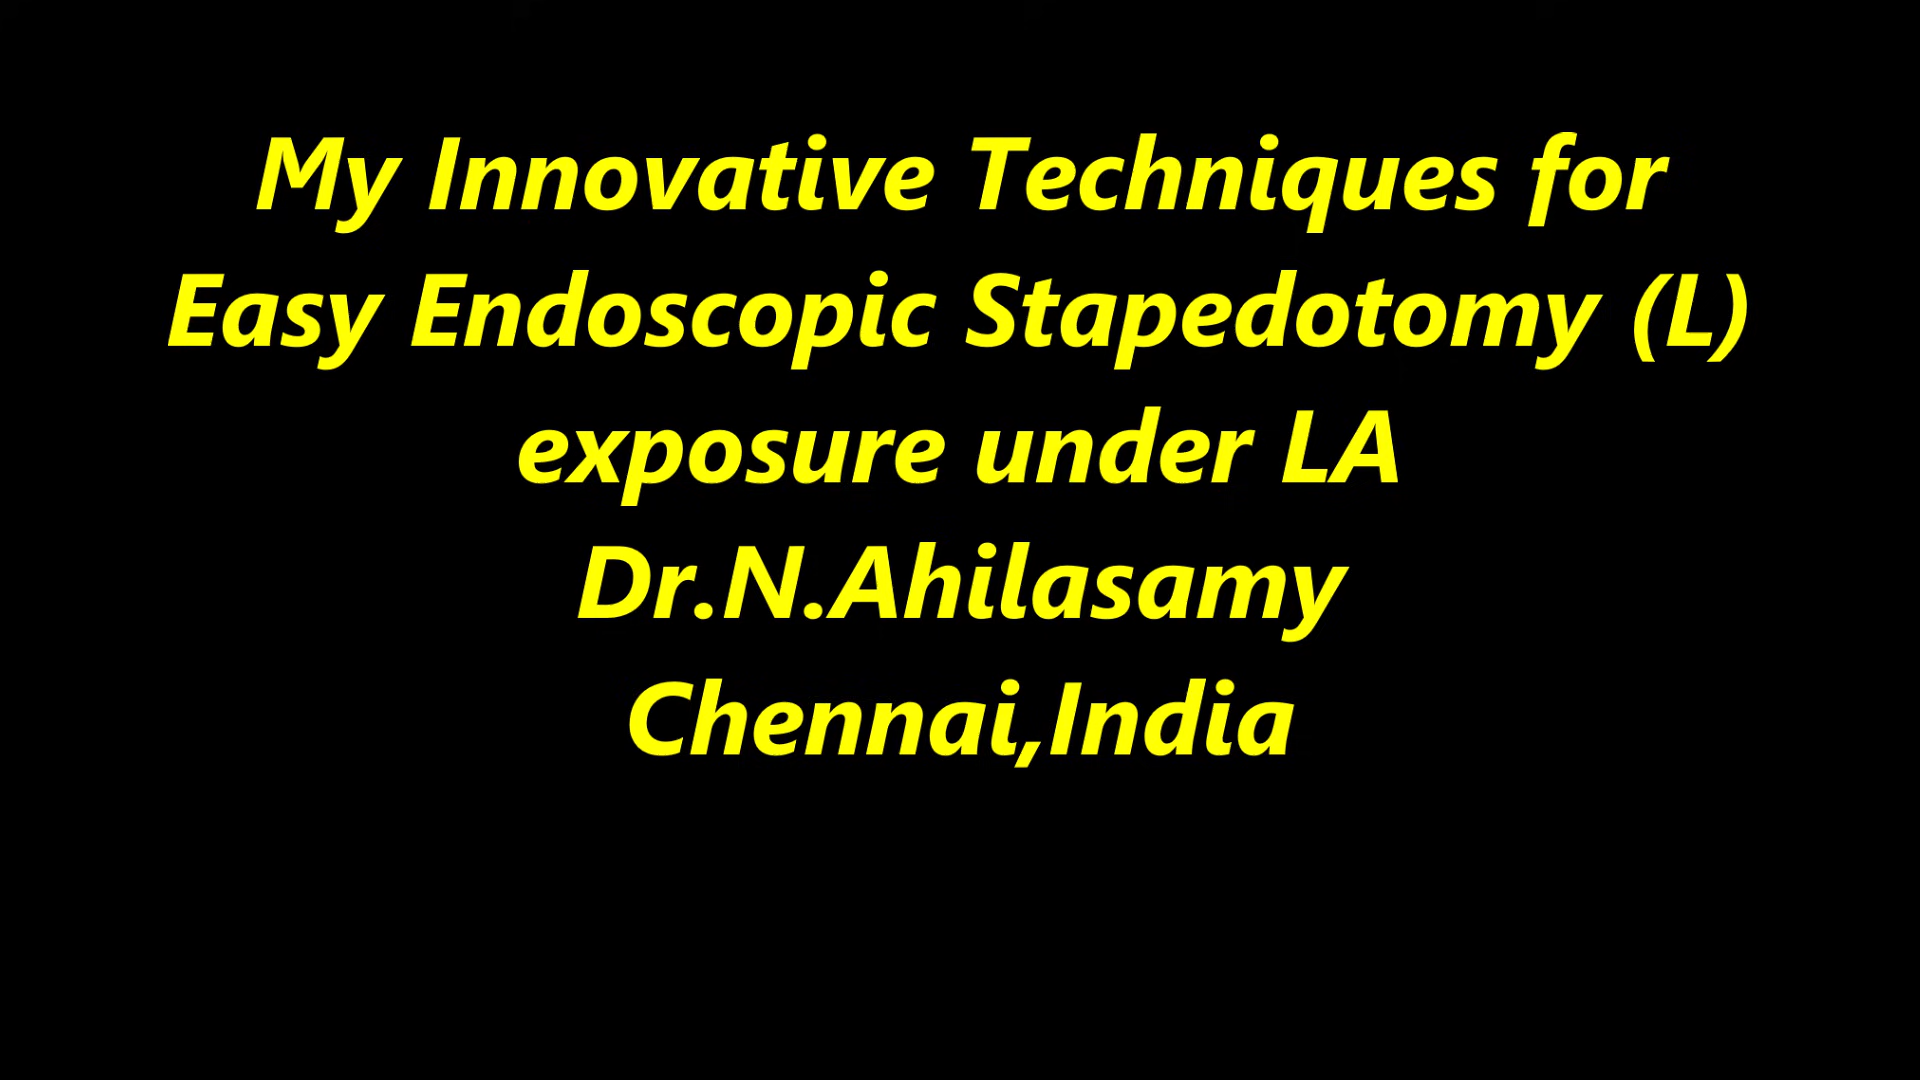 My Innovative Techniques for
Easy Endoscopic Stapedotomy (L)
exposure under LA
Dr.N.Ahilasamy
Chennai,India